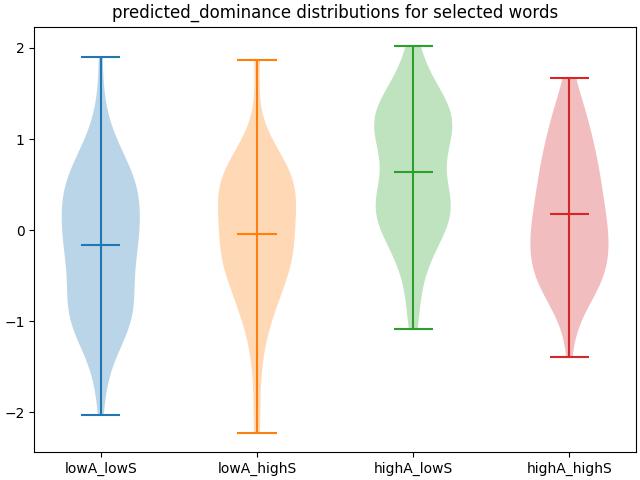 predicted_dominance distributions for selected words
2
1
0
−1
−2
lowA_lowS
lowA_highS
highA_lowS
highA_highS